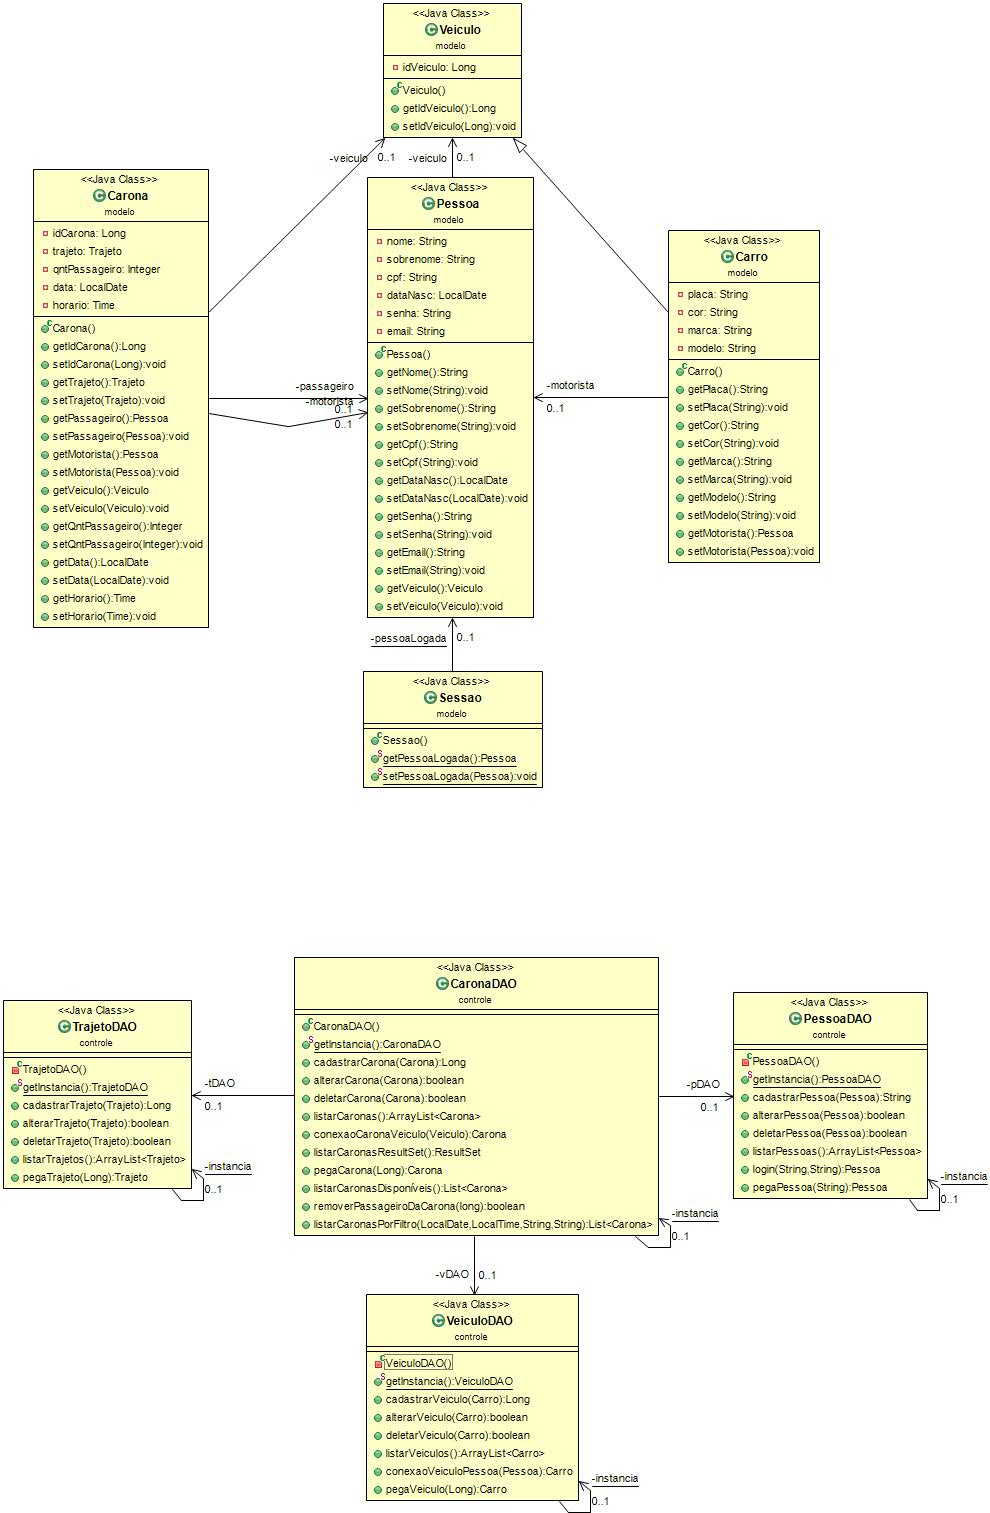 <<Java Class>>
Veiculo
modelo
idVeiculo: Long
Veiculo()
getIdVeiculo():Long
setIdVeiculo(Long):void
-veiculo 0..1
-veiculo 0..1
<<Java Class>>
Carona
modelo
idCarona: Long
trajeto: Trajeto
qntPassageiro: Integer
data: LocalDate
horario: Time
Carona()
getIdCarona():Long
setIdCarona(Long):void
getTrajeto():Trajeto
setTrajeto(Trajeto):void
getPassageiro():Pessoa
setPassageiro(Pessoa):void
getMotorista():Pessoa
setMotorista(Pessoa):void
getVeiculo():Veiculo
setVeiculo(Veiculo):void
getQntPassageiro():Integer
setQntPassageiro(Integer):void
getData():LocalDate
setData(LocalDate):void
getHorario():Time
setHorario(Time):void
-passageiro
0..1
-motorista
0..1
<<Java Class>>
Pessoa
modelo
nome: String
sobrenome: String
cpf: String
dataNasc: LocalDate
senha: String
email: String
Pessoa()
getNome():String
setNome(String):void
getSobrenome():String
setSobrenome(String):void
getCpf():String
setCpf(String):void
getDataNasc():LocalDate
setDataNasc(LocalDate):void
getSenha():String
setSenha(String):void
getEmail():String
setEmail(String):void
getVeiculo():Veiculo
setVeiculo(Veiculo):void
-motorista
0..1
<<Java Class>>
Carro
modelo
placa: String
cor: String
marca: String
modelo: String
Carro()
getPlaca():String
setPlaca(String):void
getCor():String
setCor(String):void
getMarca():String
setMarca(String):void
getModelo():String
setModelo(String):void
getMotorista():Pessoa
setMotorista(Pessoa):void
-pessoaLogada 0..1
<<Java Class>>
Sessao
modelo
Sessao()
getPessoaLogada():Pessoa
setPessoaLogada(Pessoa):void
<<Java Class>>
TrajetoDAO
controle
TrajetoDAO()
getInstancia():TrajetoDAO
cadastrarTrajeto(Trajeto):Long
alterarTrajeto(Trajeto):boolean
deletarTrajeto(Trajeto):boolean
listarTrajetos():ArrayList<Trajeto>
pegaTrajeto(Long):Trajeto
-instancia
0..1
-tDAO
0..1
<<Java Class>>
CaronaDAO
controle
CaronaDAO()
getInstancia():CaronaDAO
cadastrarCarona(Carona):Long
alterarCarona(Carona):boolean
deletarCarona(Carona):boolean
listarCaronas():ArrayList<Carona>
conexaoCaronaVeiculo(Veiculo):Carona
listarCaronasResultSet():ResultSet
pegaCarona(Long):Carona
listarCaronasDisponíveis():List<Carona>
removerPassageiroDaCarona(long):boolean
listarCaronasPorFiltro(LocalDate,LocalTime,String,String):List<Carona>
-instancia
0..1
-pDAO
0..1
<<Java Class>>
PessoaDAO
controle
PessoaDAO()
getInstancia():PessoaDAO
cadastrarPessoa(Pessoa):String
alterarPessoa(Pessoa):boolean
deletarPessoa(Pessoa):boolean
listarPessoas():ArrayList<Pessoa>
login(String,String):Pessoa
pegaPessoa(String):Pessoa
-instancia
0..1
-vDAO 0..1
<<Java Class>>
VeiculoDAO
controle
VeiculoDAO()
getInstancia():VeiculoDAO
cadastrarVeiculo(Carro):Long
alterarVeiculo(Carro):boolean
deletarVeiculo(Carro):boolean
listarVeiculos():ArrayList<Carro>
conexaoVeiculoPessoa(Pessoa):Carro
pegaVeiculo(Long):Carro
-instancia
0..1